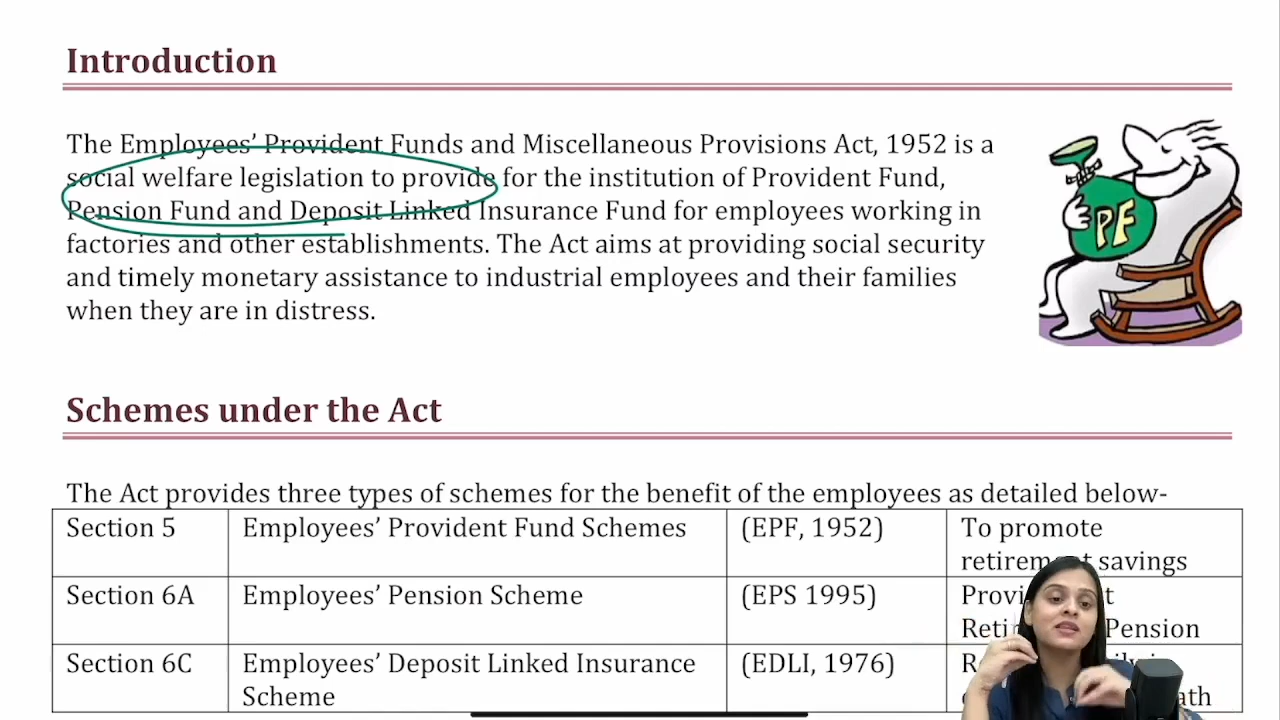 Introduction
The Employees’ Provident Funds and Miscellaneous Provisions Act, 1952 is a
social welfare legislation to provide for the institution of Provident Fund,
Pension Fund and Deposit Linked Insurance Fund for employees working in
factories and other establishments. The Act aims at providing social security
and timely monetary assistance to industrial employees and their families
when they are in distress.
PF
Schemes under the Act
The Act provides three types of schemes for the benefit of the employees as detailed below-
Section 5 Employees’ Provident Fund Schemes (EPF, 1952) To promote
retirement savings
Section 6A Employees’ Pension Scheme (EPS 1995)
Pension
Section 6C Employees’ Deposit Linked Insurance (EDLI, 1976)
Scheme